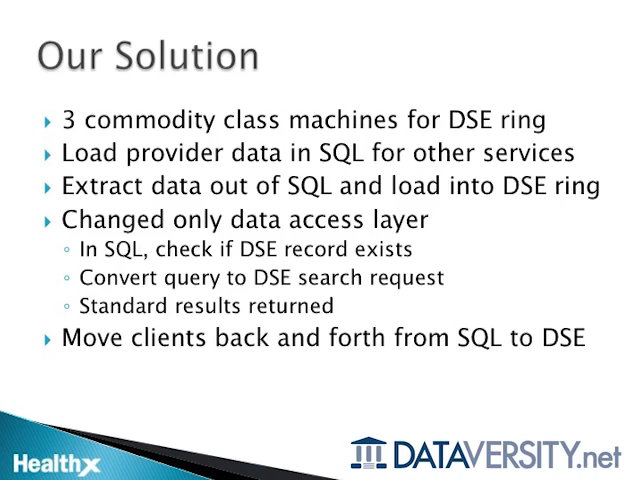 Our Solution
3 commodity class machines for DSE ring
Load provider data in SQL for other services
Extract data out of SQL and load into DSE ring
Changed only data access layer
In SQL, check if DSE record exists
Convert query to DSE search request
Standard results returned
Move clients back and forth from SQL to DSE
Healthx
DATAVERSITY.net